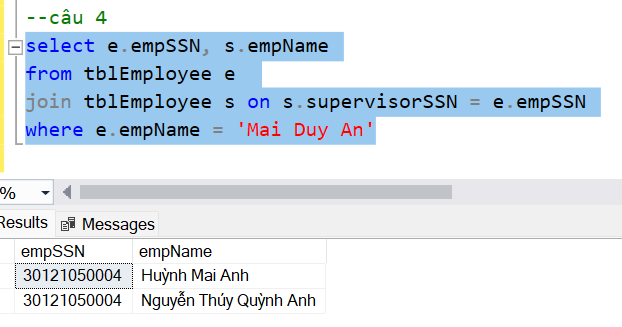 --câu 4
select e.empSSN, s.empName
from tblEmployee e
join tblEmployee s on s.supervisorSSN = e.empSSN
where e.empName = 'Mai Duy An'
%
Results Messages
empSSN empName
30121050004 Huỳnh Mai Anh
30121050004 Nguyễn Thúy Quỳnh Anh